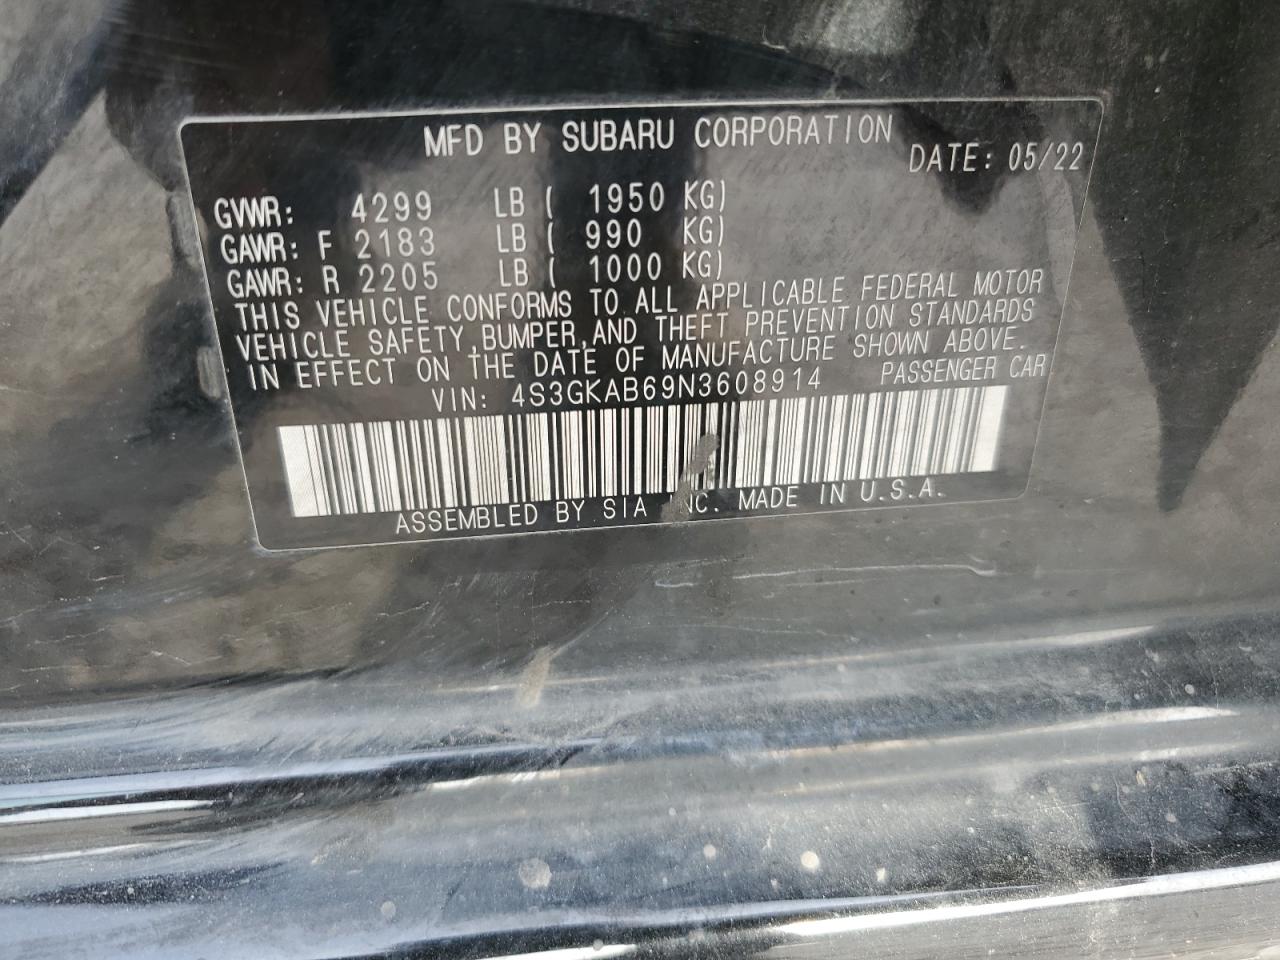 MFD BY SUBARU CORPORATION
DATE: 05/22
GVWR: 4299 LB ( 1950 KG)
GAWR: F 2183 LB ( 990 KG)
GAWR: R 2205 LB ( 1000 KG)
THIS VEHICLE CONFORMS TO ALL APPLICABLE FEDERAL MOTOR
VEHICLE SAFETY,BUMPER,AND THEFT PREVENTION STANDARDS
IN EFFECT ON THE DATE OF MANUFACTURE SHOWN ABOVE.
VIN: 4S3GKAB69N3608914 PASSENGER CAR
ASSEMBLED BY SIA NC. MADE IN U.S.A.